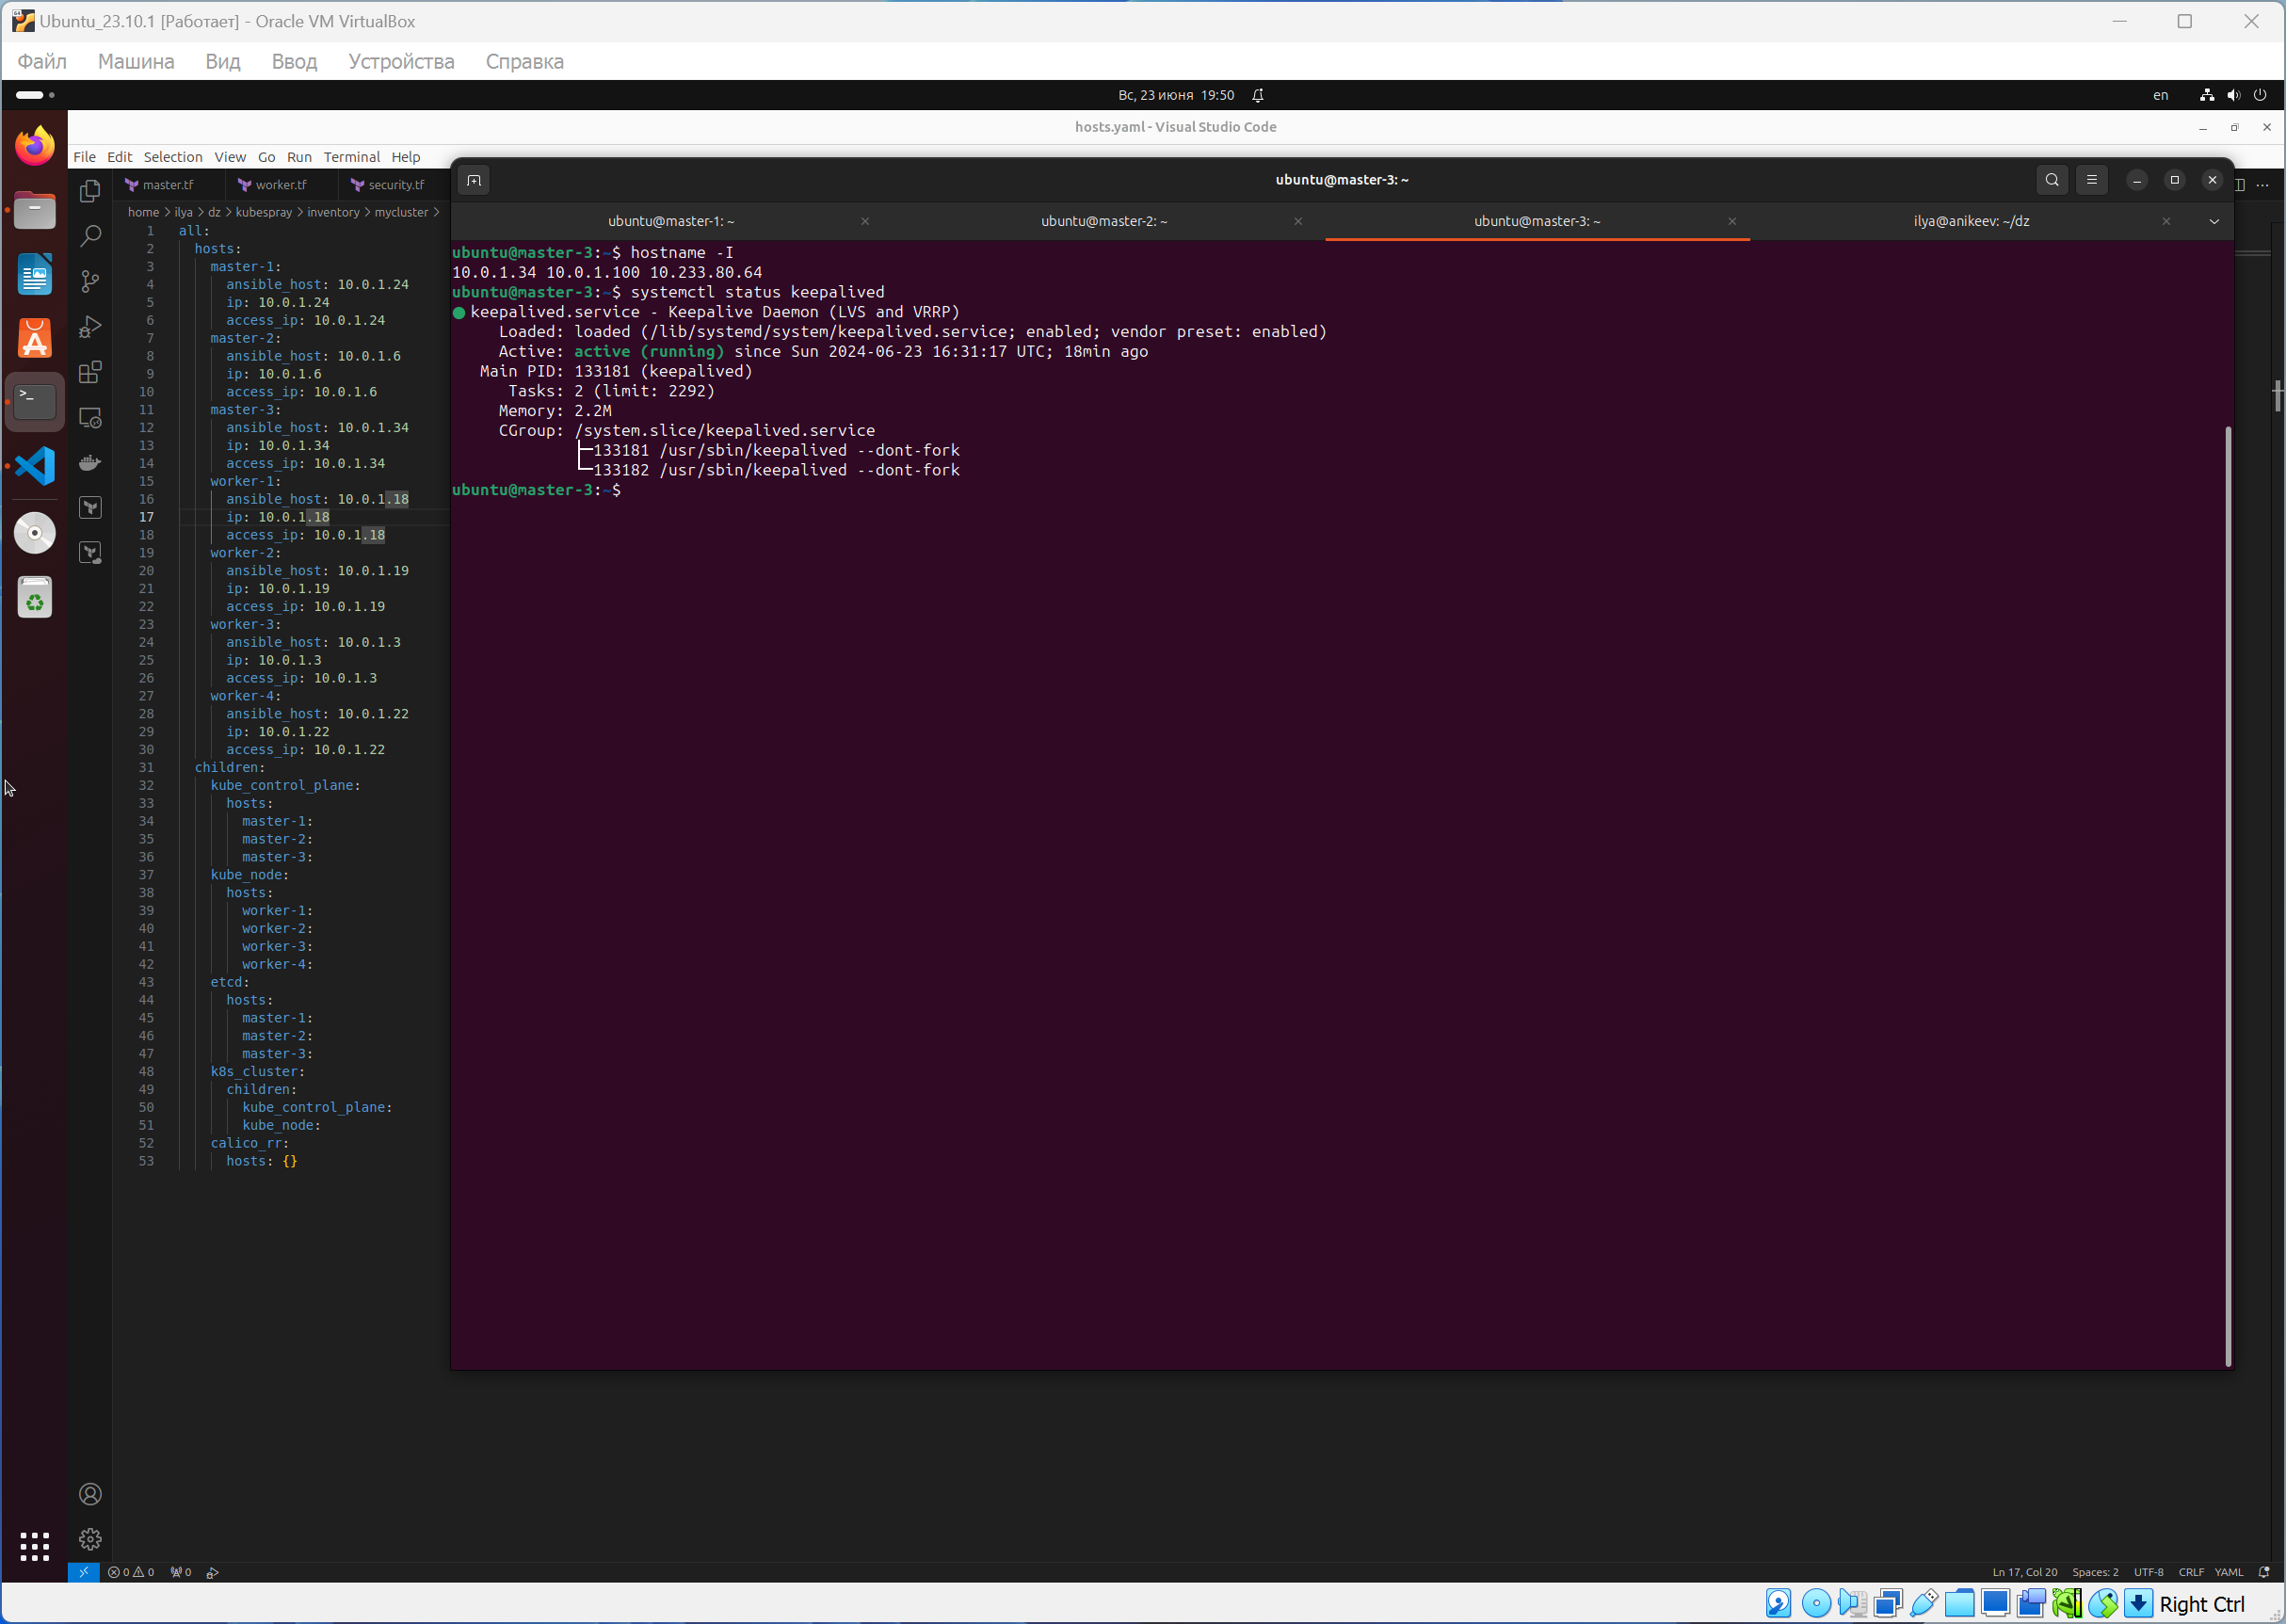 Ubuntu_23.10.1 [Работает] - Oracle VM VirtualBox
Файл Машина Вид Ввод Устройства Справка
Вс, 23 июня 19:50
en
hosts.yaml - Visual Studio Code
File Edit Selection View Go Run Terminal Help
master.tf worker.tf security.tf
home > ilya > dz > kubespray > inventory > mycluster >
1 all:
2 hosts:
3 master-1:
4 ansible_host: 10.0.1.24
5 ip: 10.0.1.24
6 access_ip: 10.0.1.24
7 master-2:
8 ansible_host: 10.0.1.6
9 ip: 10.0.1.6
10 access_ip: 10.0.1.6
11 master-3:
12 ansible_host: 10.0.1.34
13 ip: 10.0.1.34
14 access_ip: 10.0.1.34
15 worker-1:
16 ansible_host: 10.0.1.18
17 ip: 10.0.1.18
18 access_ip: 10.0.1.18
19 worker-2:
20 ansible_host: 10.0.1.19
21 ip: 10.0.1.19
22 access_ip: 10.0.1.19
23 worker-3:
24 ansible_host: 10.0.1.3
25 ip: 10.0.1.3
26 access_ip: 10.0.1.3
27 worker-4:
28 ansible_host: 10.0.1.22
29 ip: 10.0.1.22
30 access_ip: 10.0.1.22
31 children:
32 kube_control_plane:
33 hosts:
34 master-1:
35 master-2:
36 master-3:
37 kube_node:
38 hosts:
39 worker-1:
40 worker-2:
41 worker-3:
42 worker-4:
43 etcd:
44 hosts:
45 master-1:
46 master-2:
47 master-3:
48 k8s_cluster:
49 children:
50 kube_control_plane:
51 kube_node:
52 calico_rr:
53 hosts: {}
ubuntu@master-3: ~
ubuntu@master-1: ~ ubuntu@master-2: ~ ubuntu@master-3: ~ ilya@anikeev: ~/dz
ubuntu@master-3:~$ hostname -I
10.0.1.34 10.0.1.100 10.233.80.64
ubuntu@master-3:~$ systemctl status keepalived
● keepalived.service - Keepalive Daemon (LVS and VRRP)
Loaded: loaded (/lib/systemd/system/keepalived.service; enabled; vendor preset: enabled)
Active: active (running) since Sun 2024-06-23 16:31:17 UTC; 18min ago
Main PID: 133181 (keepalived)
Tasks: 2 (limit: 2292)
Memory: 2.2M
CGroup: /system.slice/keepalived.service
├─133181 /usr/sbin/keepalived --dont-fork
└─133182 /usr/sbin/keepalived --dont-fork
ubuntu@master-3:~$
0 0 0
Ln 17, Col 20 Spaces: 2 UTF-8 CRLF YAML
Right Ctrl